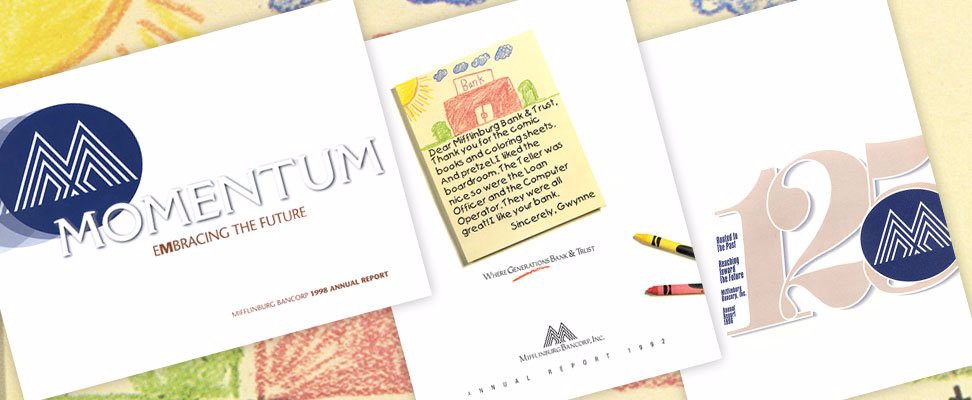 MOMENTUM
EMBRACING THE FUTURE
MIFFLINBURG BANCORP 1998 ANNUAL REPORT
Bank
Dear Mifflinburg Bank & Trust,
Thank you for the comic
books and coloring sheets.
And pretzel. I liked the
boardroom. The Teller was
nice so were the Loan
Officer and the Computer
Operator. They were all
great! I like your bank.
Sincerely, Gwynne
WHERE GENERATIONS BANK & TRUST
MIFFLINBURG BANCORP, INC.
ANNUAL REPORT 1992
125
Rooted In
The Past
Reaching
Toward
The Future
Mifflinburg
Bancorp, Inc.
Annual
Report